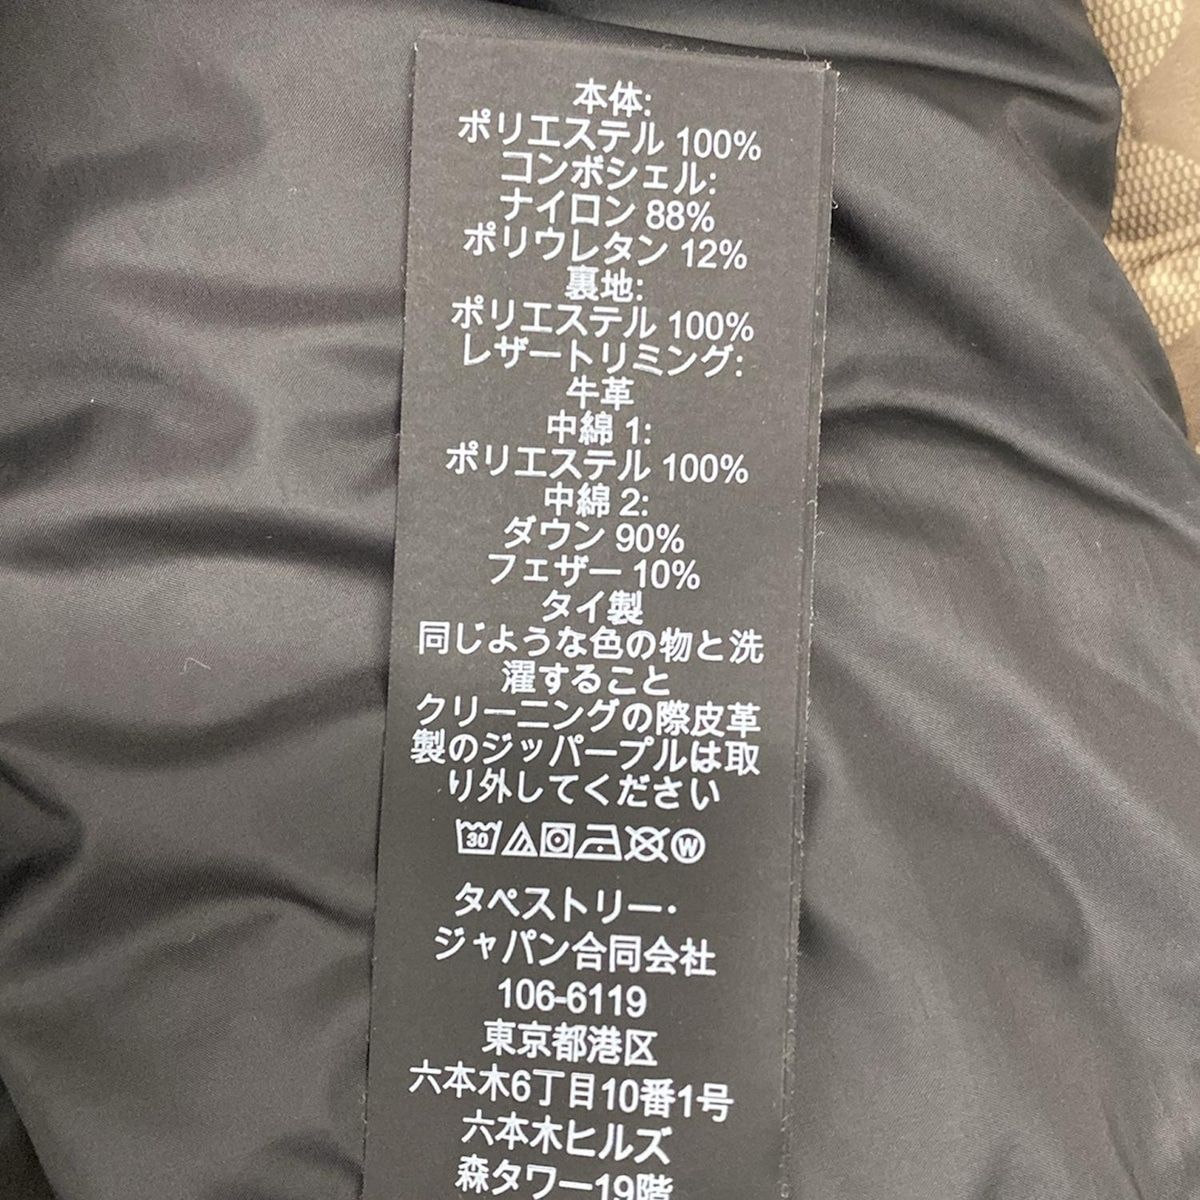 本体:
ポリエステル 100%
コンボシェル:
ナイロン 88%
ポリウレタン 12%
裏地:
ポリエステル 100%
レザートリミング:
牛革
中綿 1:
ポリエステル 100%
中綿 2:
ダウン 90%
フェザー 10%
タイ製
同じような色の物と洗
濯すること
クリーニングの際皮革
製のジッパープルは取
り外してください
30 W
タペストリー・
ジャパン合同会社
106-6119
東京都港区
六本木6丁目10番1号
六本木ヒルズ
森タワー19階